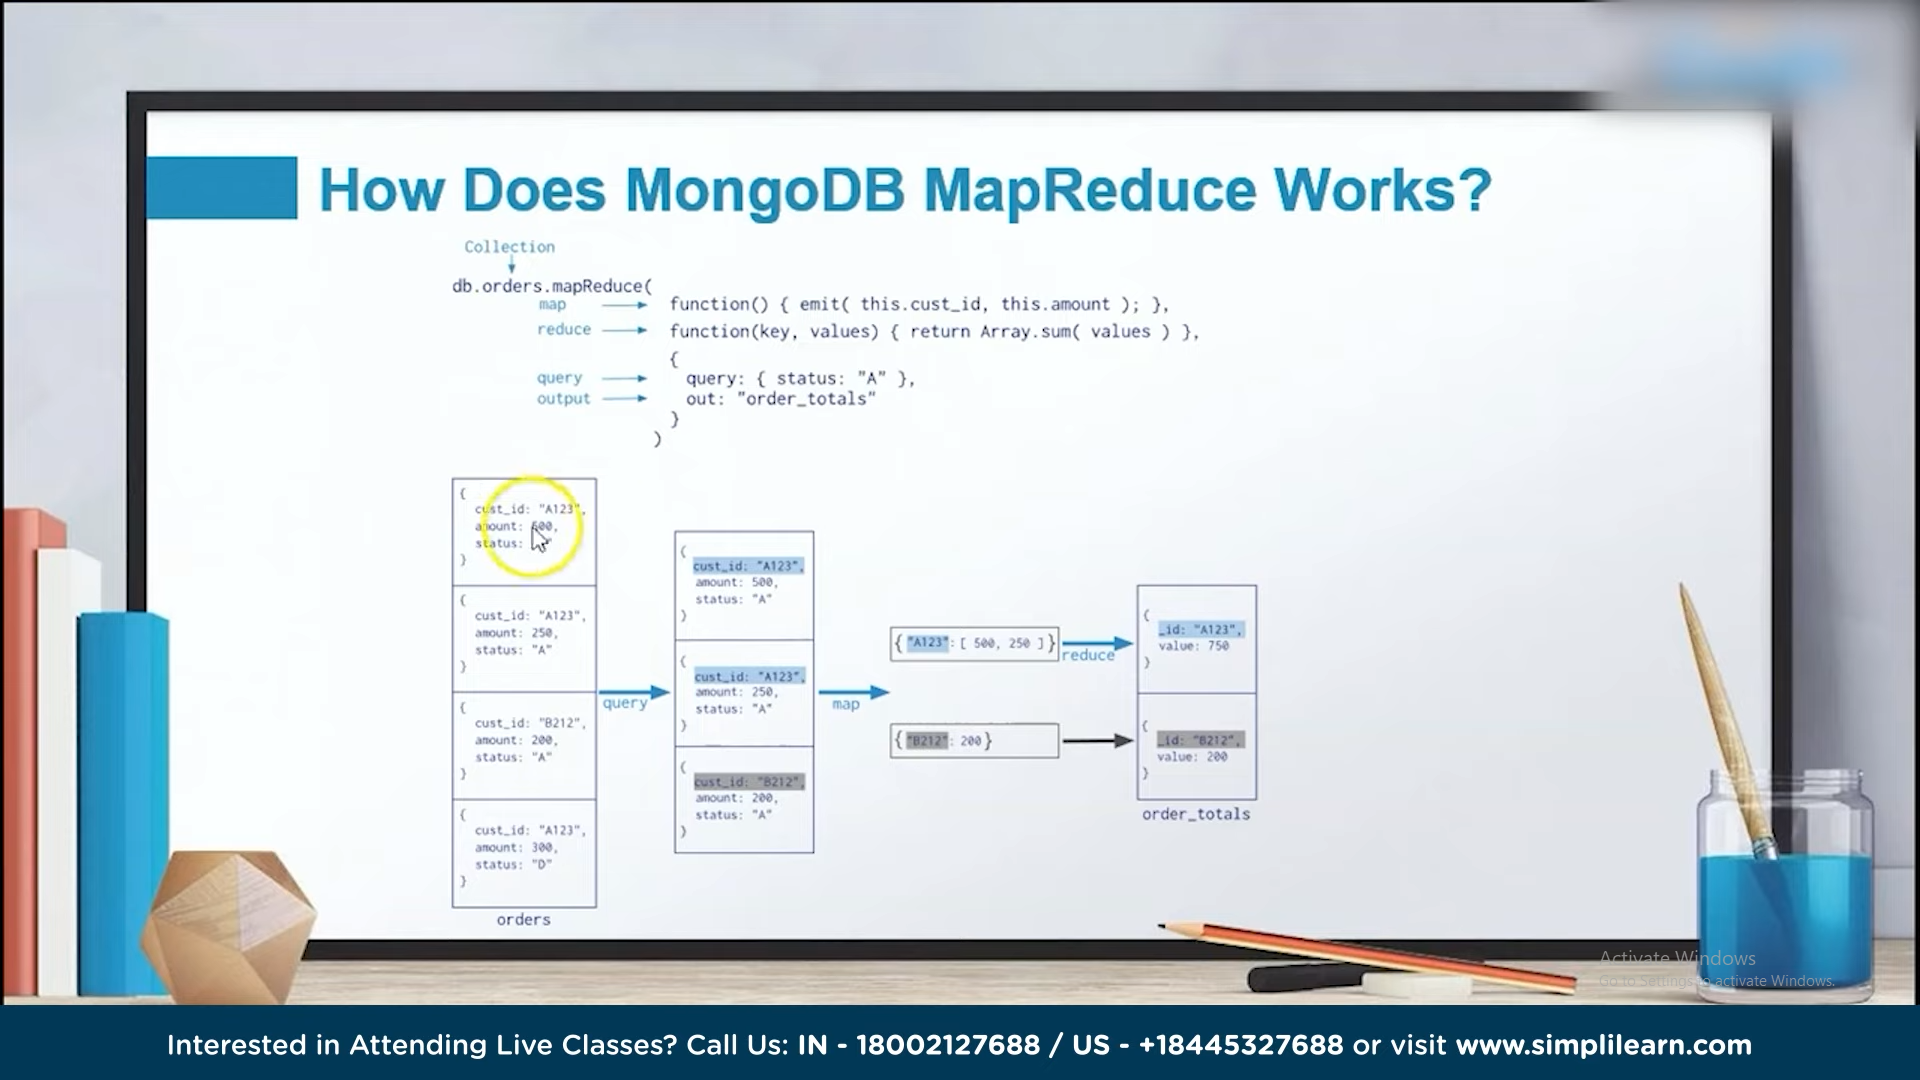 How Does MongoDB MapReduce Works?
Collection
db.orders.mapReduce(
map function() { emit( this.cust_id, this.amount ); },
reduce function(key, values) { return Array.sum( values ) },
{
query query: { status: "A" },
output out: "order_totals"
}
)
{
cust_id: "A123",
amount: 500,
status:
}
{
cust_id: "A123",
amount: 250,
status: "A"
}
{
cust_id: "B212",
amount: 200,
status: "A"
}
{
cust_id: "A123",
amount: 300,
status: "D"
}
orders
query
{
cust_id: "A123",
amount: 500,
status: "A"
}
{
cust_id: "A123",
amount: 250,
status: "A"
}
{
cust_id: "B212",
amount: 200,
status: "A"
}
map
{ "A123": [ 500, 250 ] }
reduce
{ "B212": 200 }
{
_id: "A123",
value: 750
}
{
_id: "B212",
value: 200
}
order_totals
Activate Windows
Go to Settings to activate Windows.
Interested in Attending Live Classes? Call Us: IN - 18002127688 / US - +18445327688 or visit www.simplilearn.com